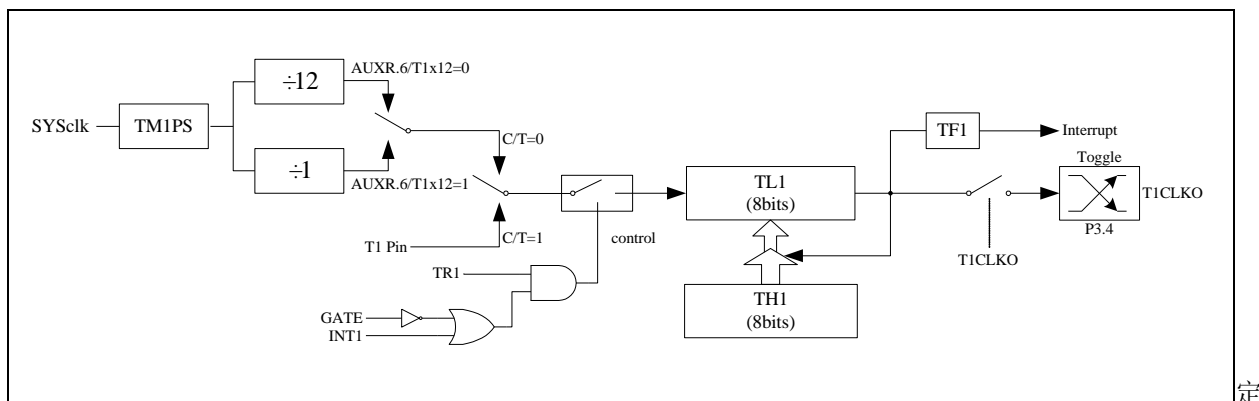 ÷12
AUXR.6/T1x12=0
SYSclk
TM1PS
÷1
AUXR.6/T1x12=1
C/T=0
C/T=1
T1 Pin
control
TR1
GATE
INT1
TL1
(8bits)
TH1
(8bits)
TF1
Interrupt
Toggle
T1CLKO
P3.4
T1CLKO
定